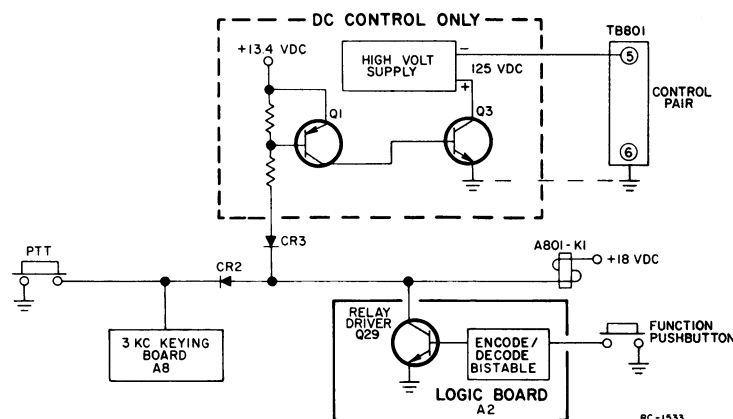 DC CONTROL ONLY
+13.4 VDC
HIGH VOLT
SUPPLY
−
125 VDC
+
Q1
Q3
TB801
5
CONTROL
PAIR
6
CR3
A801-K1
+18 VDC
PTT
CR2
3 KC KEYING
BOARD
A8
RELAY
DRIVER
Q29
ENCODE/
DECODE
BISTABLE
FUNCTION
PUSHBUTTON
LOGIC BOARD
A2
RC-1533